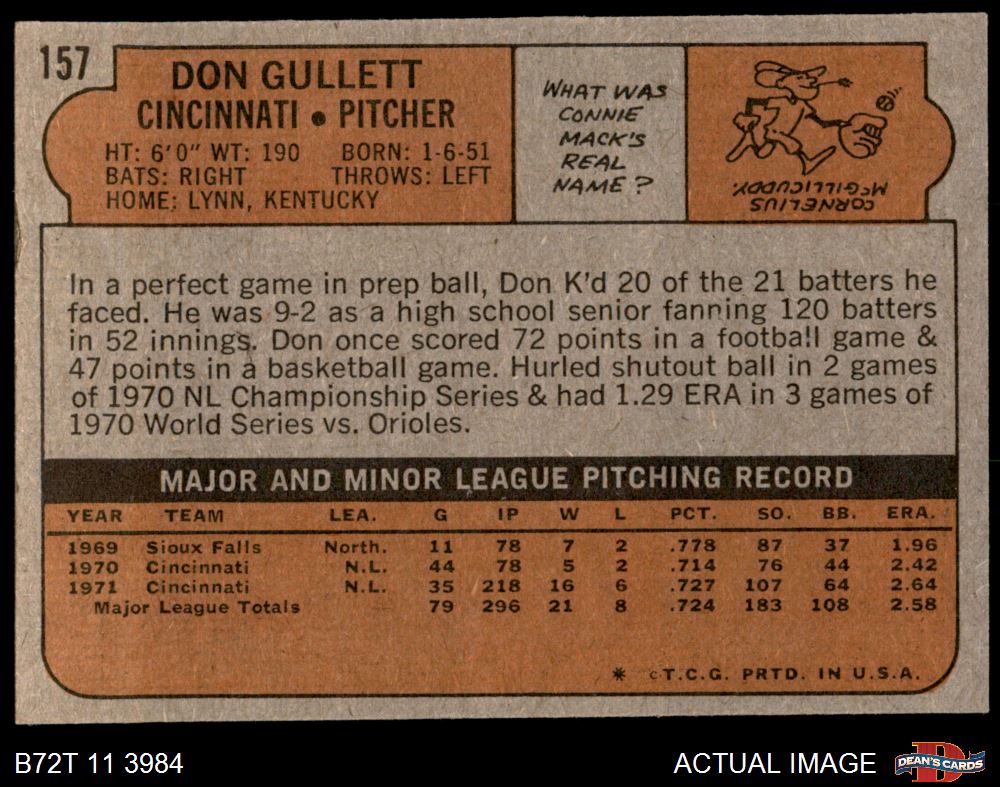 157
DON GULLETT
CINCINNATI • PITCHER
HT: 6'0" WT: 190 BORN: 1-6-51
BATS: RIGHT THROWS: LEFT
HOME: LYNN, KENTUCKY
WHAT WAS
CONNIE
MACK'S
REAL
NAME?
CORNELIUS
McGILLICUDDY.
In a perfect game in prep ball, Don K'd 20 of the 21 batters he
faced. He was 9-2 as a high school senior fanning 120 batters
in 52 innings. Don once scored 72 points in a football game &
47 points in a basketball game. Hurled shutout ball in 2 games
of 1970 NL Championship Series & had 1.29 ERA in 3 games of
1970 World Series vs. Orioles.
MAJOR AND MINOR LEAGUE PITCHING RECORD
YEAR TEAM LEA. G IP W L PCT. SO. BB. ERA.
1969 Sioux Falls North. 11 78 7 2 .778 87 37 1.96
1970 Cincinnati N.L. 44 78 5 2 .714 76 44 2.42
1971 Cincinnati N.L. 35 218 16 6 .727 107 64 2.64
Major League Totals 79 296 21 8 .724 183 108 2.58
* ©T.C.G. PRTD. IN U.S.A.
B72T 11 3984
ACTUAL IMAGE
DEAN'S CARDS